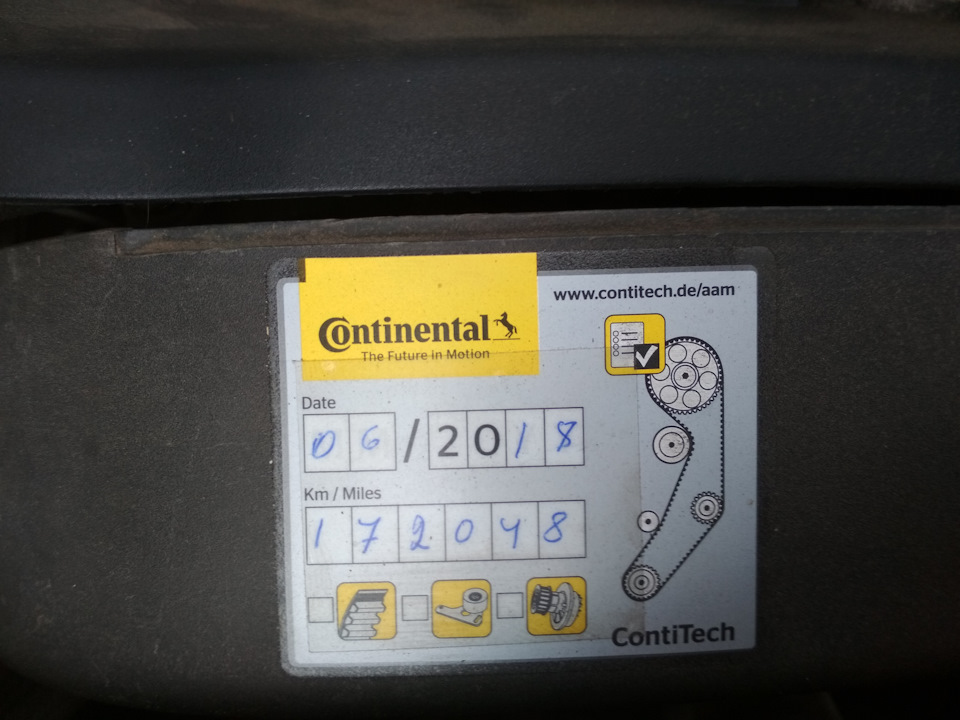 Continental
The Future in Motion
www.contitech.de/aam
Date
06/2018
Km / Miles
172048
ContiTech